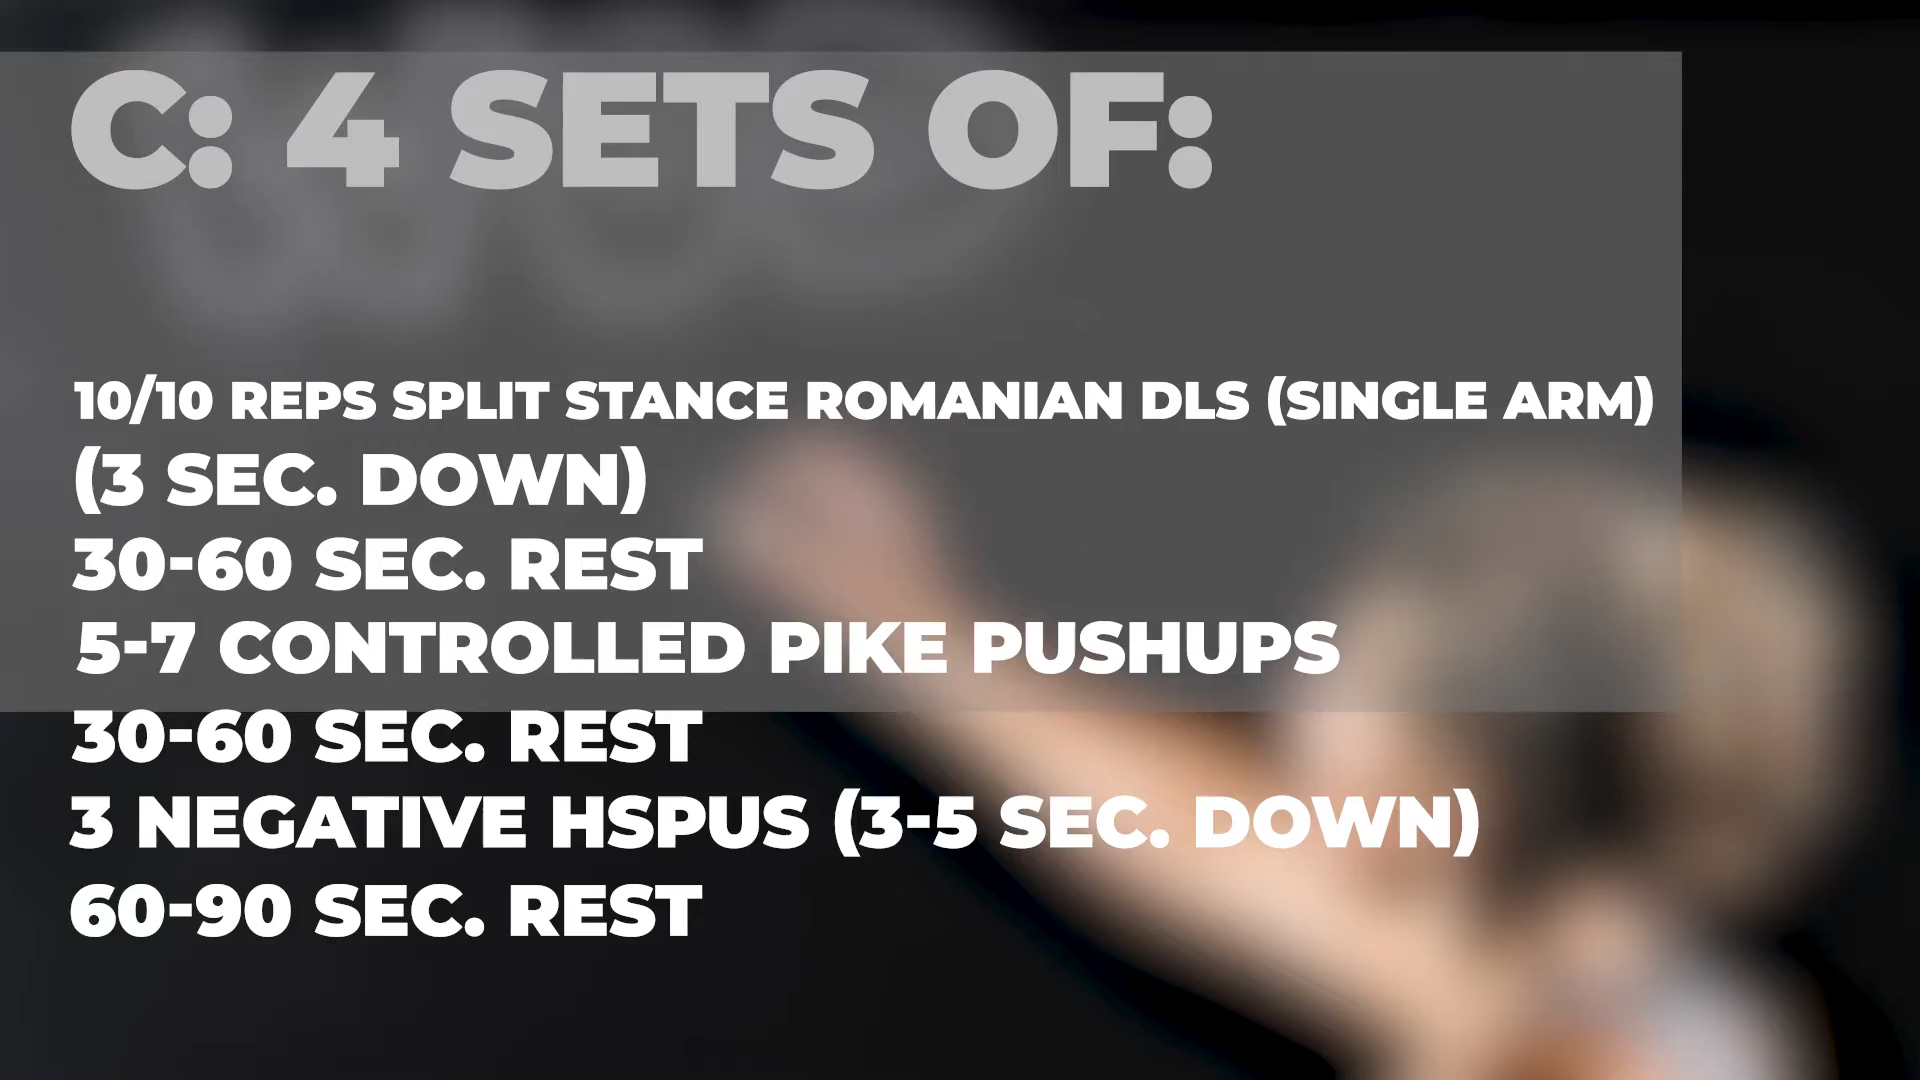 C: 4 SETS OF:
10/10 REPS SPLIT STANCE ROMANIAN DLS (SINGLE ARM)
(3 SEC. DOWN)
30-60 SEC. REST
5-7 CONTROLLED PIKE PUSHUPS
30-60 SEC. REST
3 NEGATIVE HSPUS (3-5 SEC. DOWN)
60-90 SEC. REST